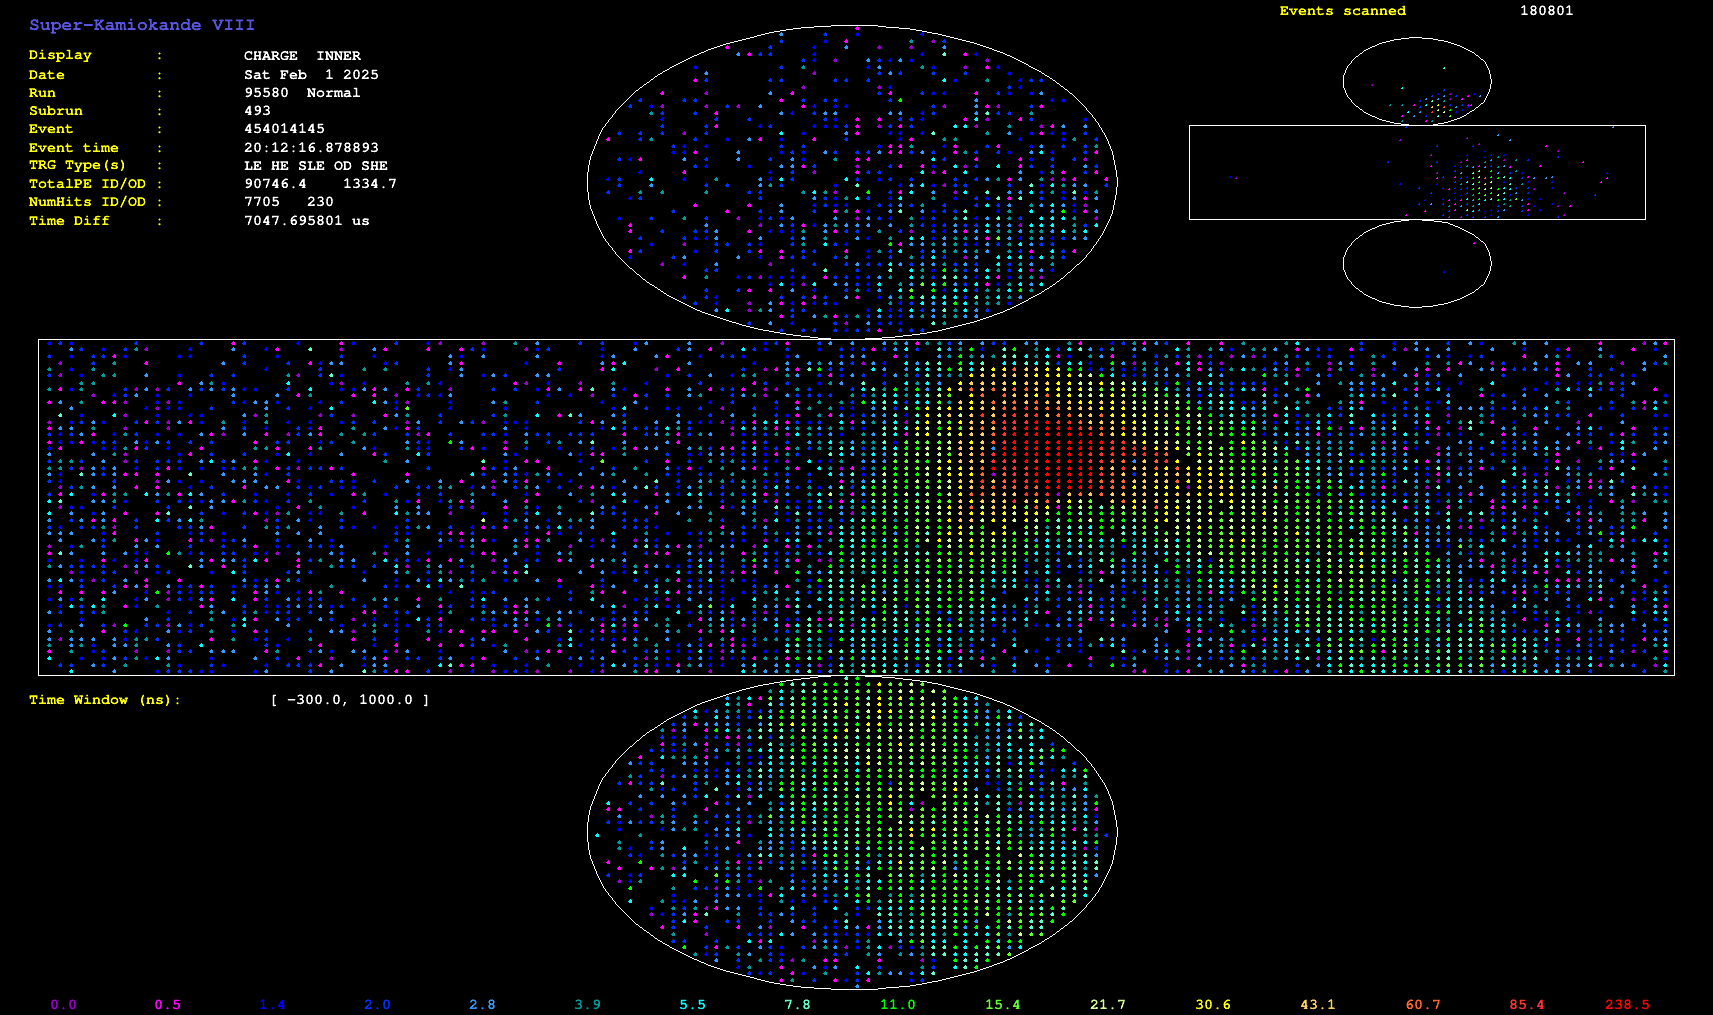 Super-Kamiokande VIII
Events scanned 180801
Display : CHARGE INNER
Date : Sat Feb 1 2025
Run : 95580 Normal
Subrun : 493
Event : 454014145
Event time : 20:12:16.878893
TRG Type(s) : LE HE SLE OD SHE
TotalPE ID/OD : 90746.4 1334.7
NumHits ID/OD : 7705 230
Time Diff : 7047.695801 us
Time Window (ns): [ -300.0, 1000.0 ]
0.0 0.5 1.4 2.0 2.8 3.9 5.5 7.8 11.0 15.4 21.7 30.6 43.1 60.7 85.4 238.5